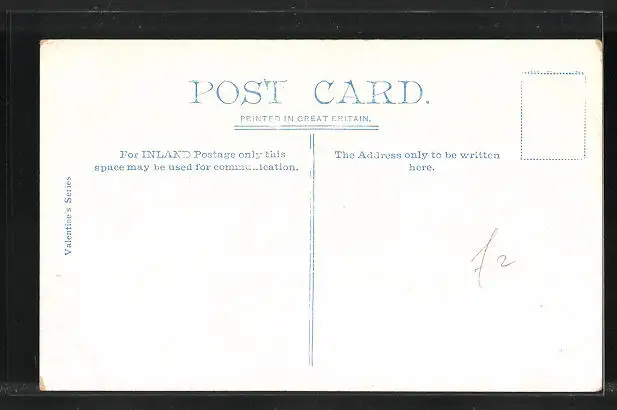 POST CARD.
PRINTED IN GREAT BRITAIN.
For INLAND Postage only this
space may be used for communication.
The Address only to be written
here.
Valentine's Series